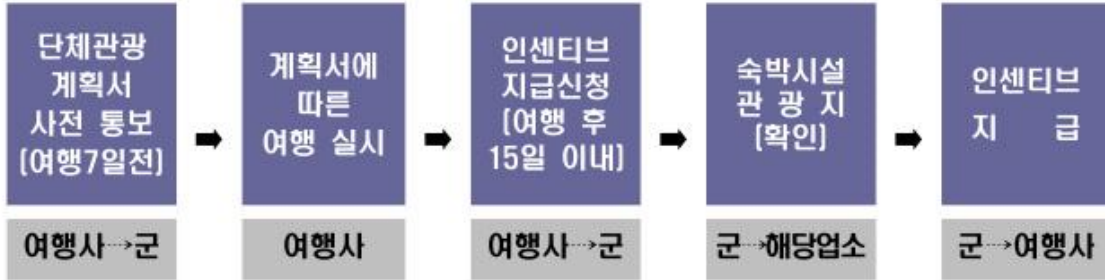 단체관광
계획서
사전 통보
[여행7일전]
➡
계획서에
따른
여행 실시
➡
인센티브
지급신청
[여행 후
15일 이내]
➡
숙박시설
관 광 지
[확인]
➡
인센티브
지 급
여행사→군
여행사
여행사→군
군→해당업소
군→여행사